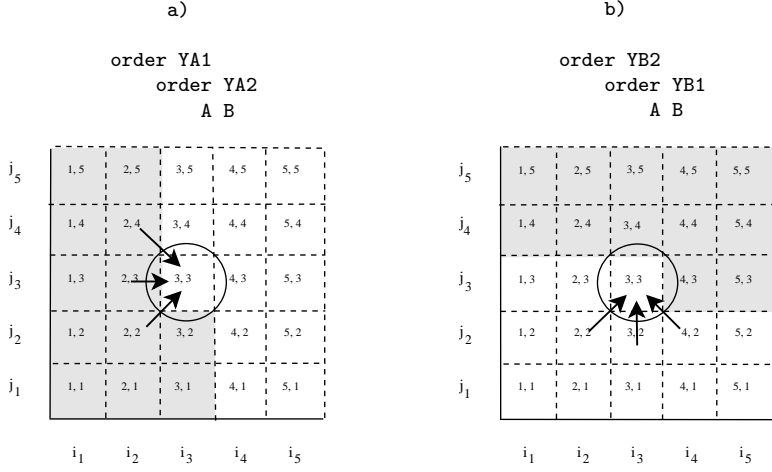 a)
order YA1
order YA2
A B
j5 1, 5 2, 5 3, 5 4, 5 5, 5
j4 1, 4 2, 4 3, 4 4, 4 5, 4
j3 1, 3 2, 3 3, 3 4, 3 5, 3
j2 1, 2 2, 2 3, 2 4, 2 5, 2
j1 1, 1 2, 1 3, 1 4, 1 5, 1
i1 i2 i3 i4 i5
b)
order YB2
order YB1
A B
j5 1, 5 2, 5 3, 5 4, 5 5, 5
j4 1, 4 2, 4 3, 4 4, 4 5, 4
j3 1, 3 2, 3 3, 3 4, 3 5, 3
j2 1, 2 2, 2 3, 2 4, 2 5, 2
j1 1, 1 2, 1 3, 1 4, 1 5, 1
i1 i2 i3 i4 i5